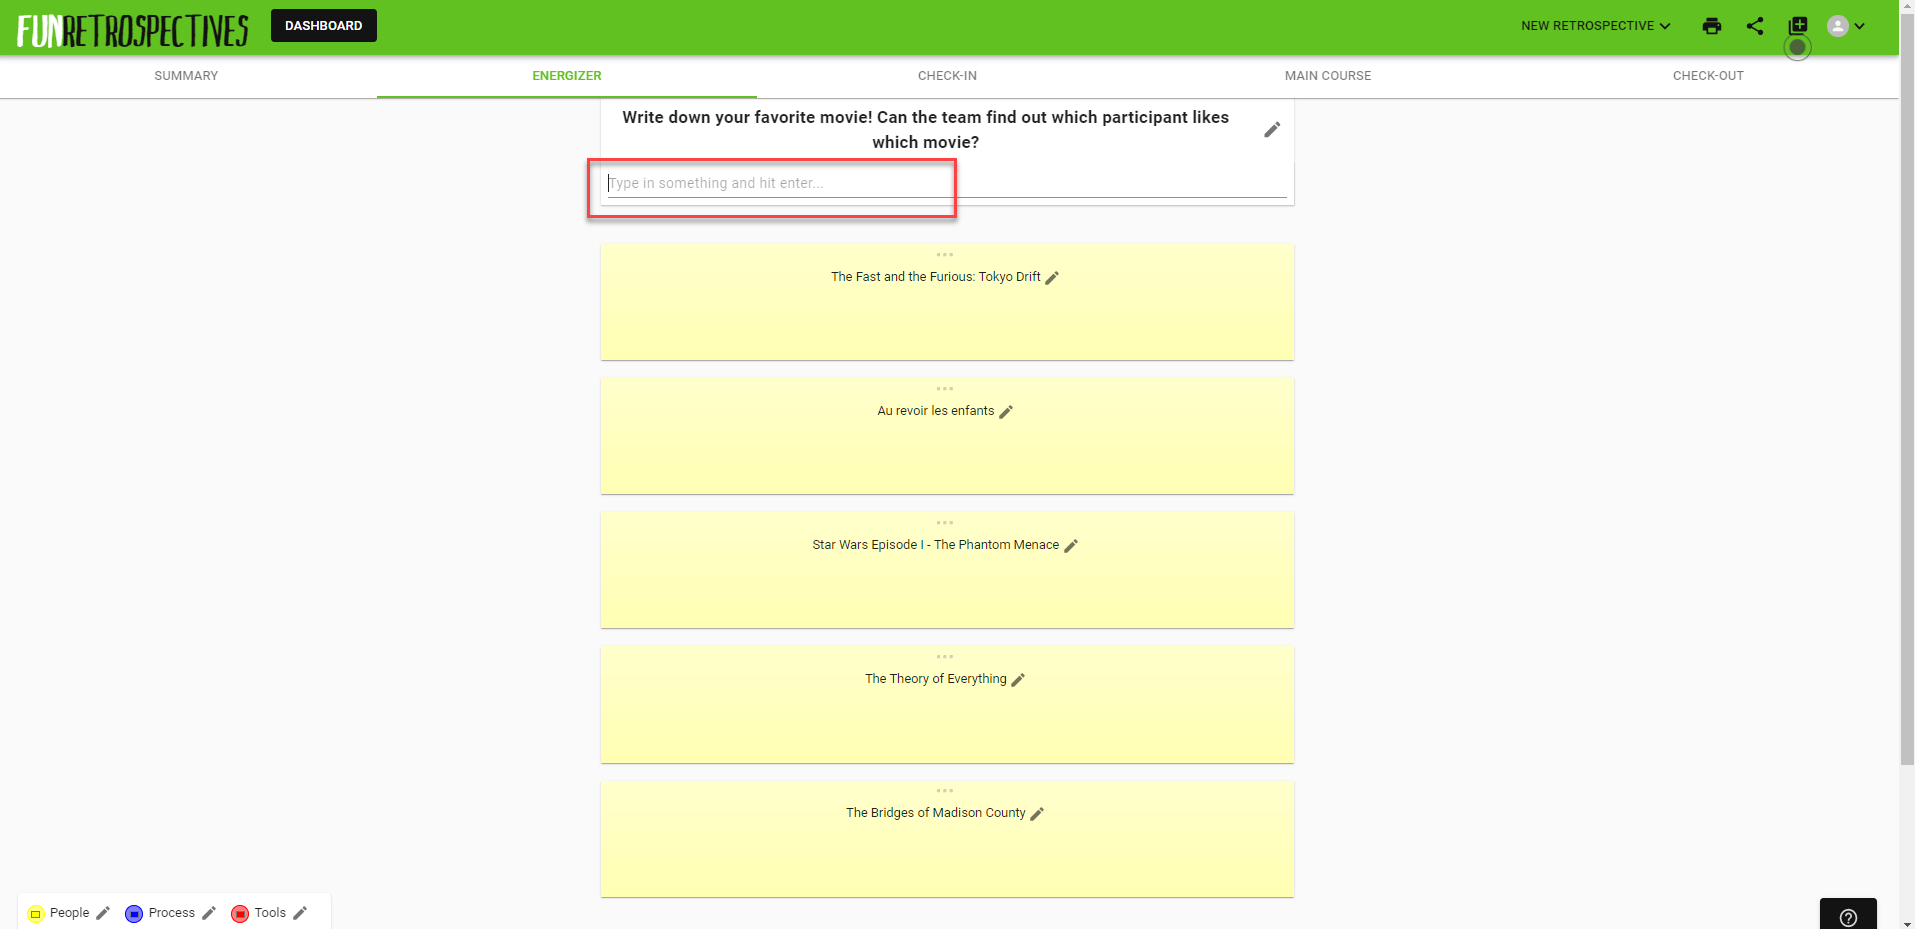 FUNRETROSPECTIVES
DASHBOARD
NEW RETROSPECTIVE
SUMMARY
ENERGIZER
CHECK-IN
MAIN COURSE
CHECK-OUT
Write down your favorite movie! Can the team find out which participant likes
which movie?
Type in something and hit enter...
The Fast and the Furious: Tokyo Drift
Au revoir les enfants
Star Wars Episode I - The Phantom Menace
The Theory of Everything
The Bridges of Madison County
People
Process
Tools